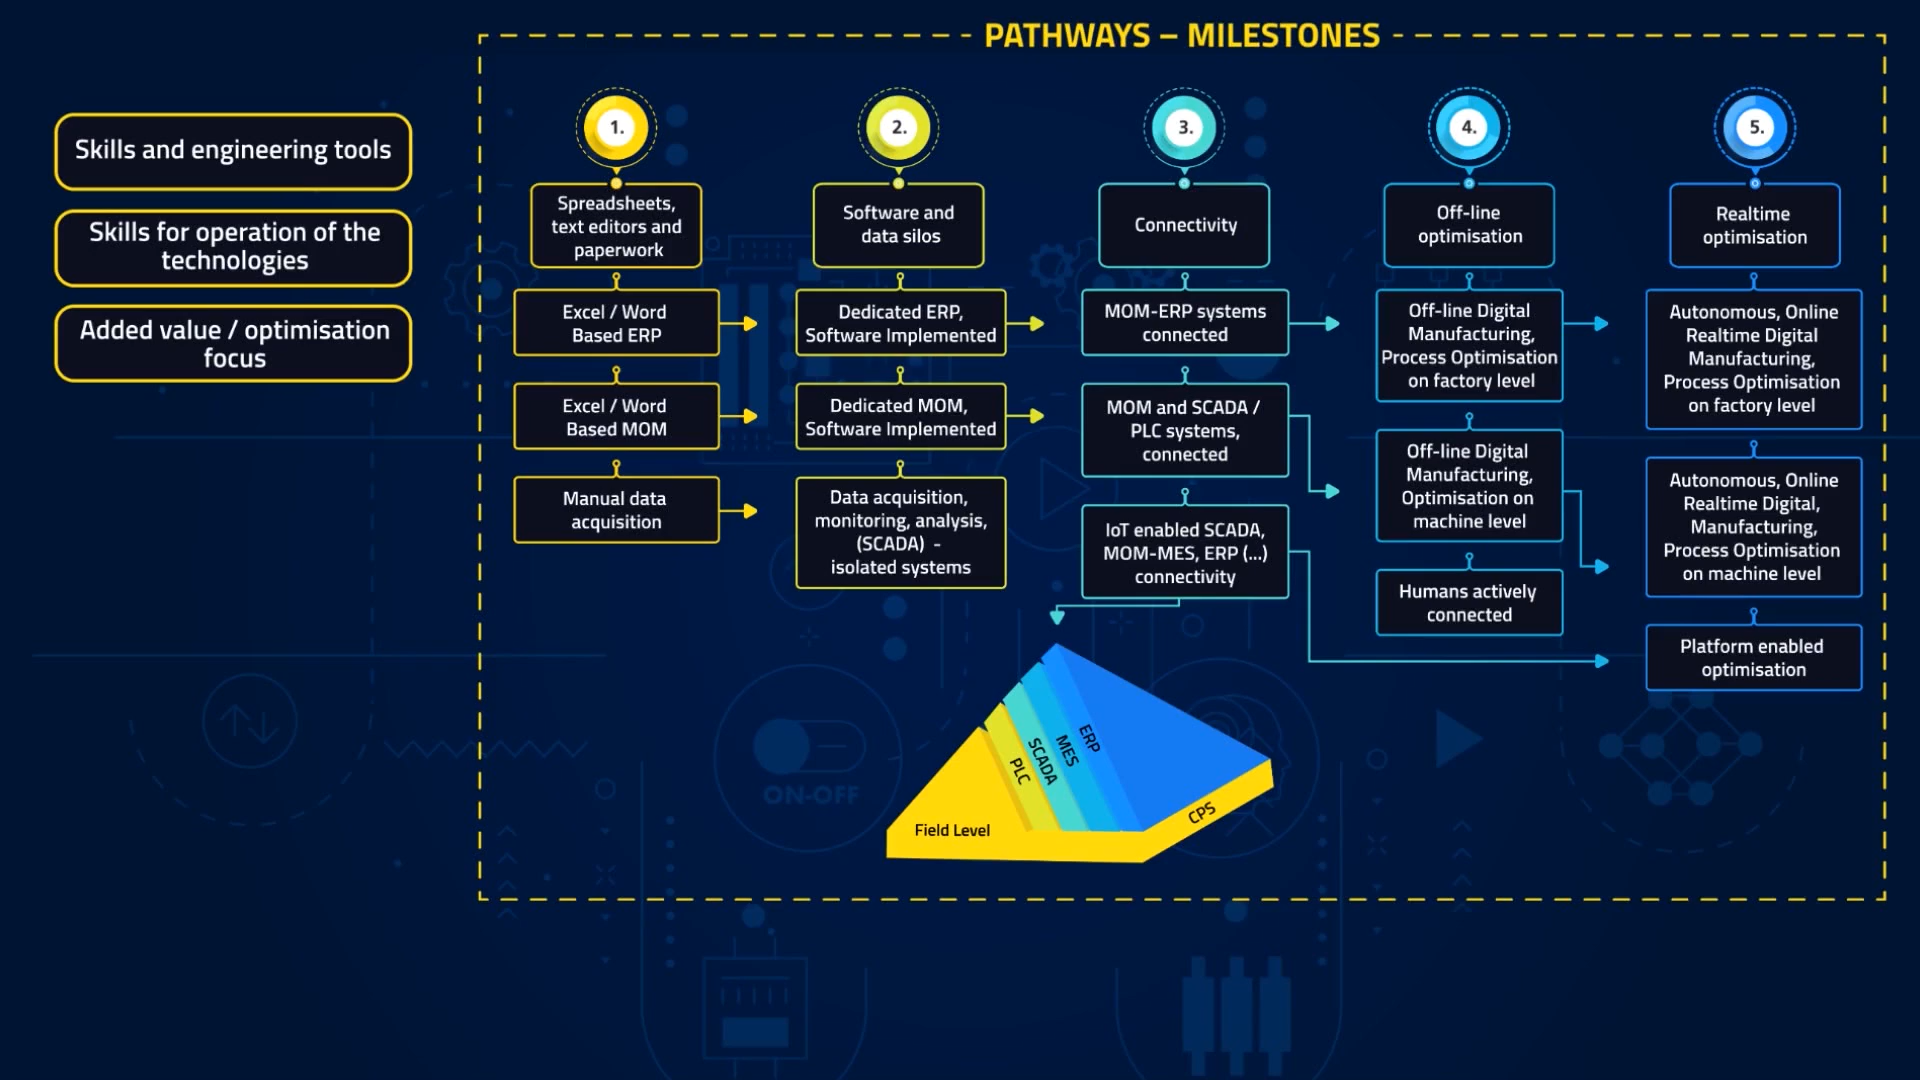 PATHWAYS – MILESTONES
Skills and engineering tools
Skills for operation of the
technologies
Added value / optimisation
focus
1.
Spreadsheets,
text editors and
paperwork
Excel / Word
Based ERP
Excel / Word
Based MOM
Manual data
acquisition
2.
Software and
data silos
Dedicated ERP,
Software Implemented
Dedicated MOM,
Software Implemented
Data acquisition,
monitoring, analysis,
(SCADA) -
isolated systems
3.
Connectivity
MOM-ERP systems
connected
MOM and SCADA /
PLC systems,
connected
IoT enabled SCADA,
MOM-MES, ERP (...)
connectivity
4.
Off-line
optimisation
Off-line Digital
Manufacturing,
Process Optimisation
on factory level
Off-line Digital
Manufacturing,
Optimisation on
machine level
Humans actively
connected
5.
Realtime
optimisation
Autonomous, Online
Realtime Digital
Manufacturing,
Process Optimisation
on factory level
Autonomous, Online
Realtime Digital,
Manufacturing,
Process Optimisation
on machine level
Platform enabled
optimisation
ERP
MES
SCADA
PLC
CPS
Field Level
ON-OFF